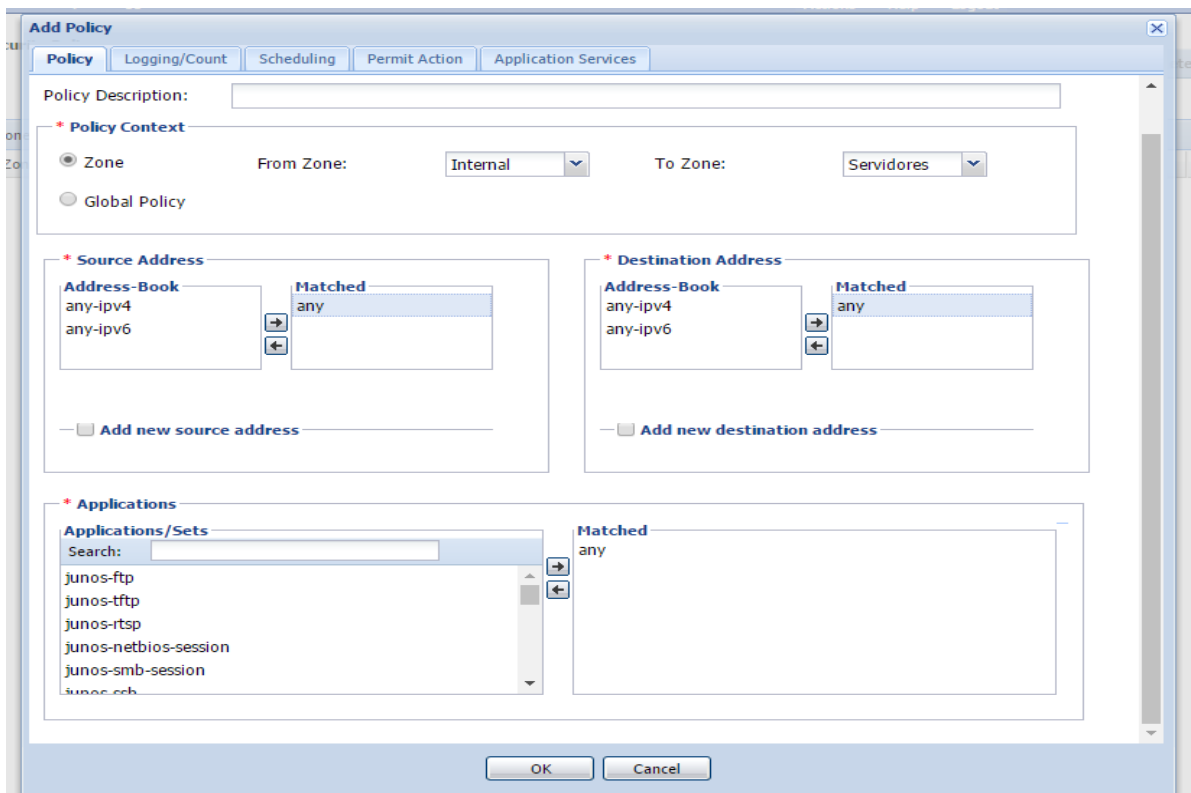 Add Policy
Policy Logging/Count Scheduling Permit Action Application Services
Policy Description:
* Policy Context
Zone From Zone: Internal To Zone: Servidores
Global Policy
* Source Address * Destination Address
Address-Book Matched Address-Book Matched
any-ipv4 any any-ipv4 any
any-ipv6 any-ipv6
Add new source address Add new destination address
* Applications
Applications/Sets Matched
Search: any
junos-ftp
junos-tftp
junos-rtsp
junos-netbios-session
junos-smb-session
OK Cancel